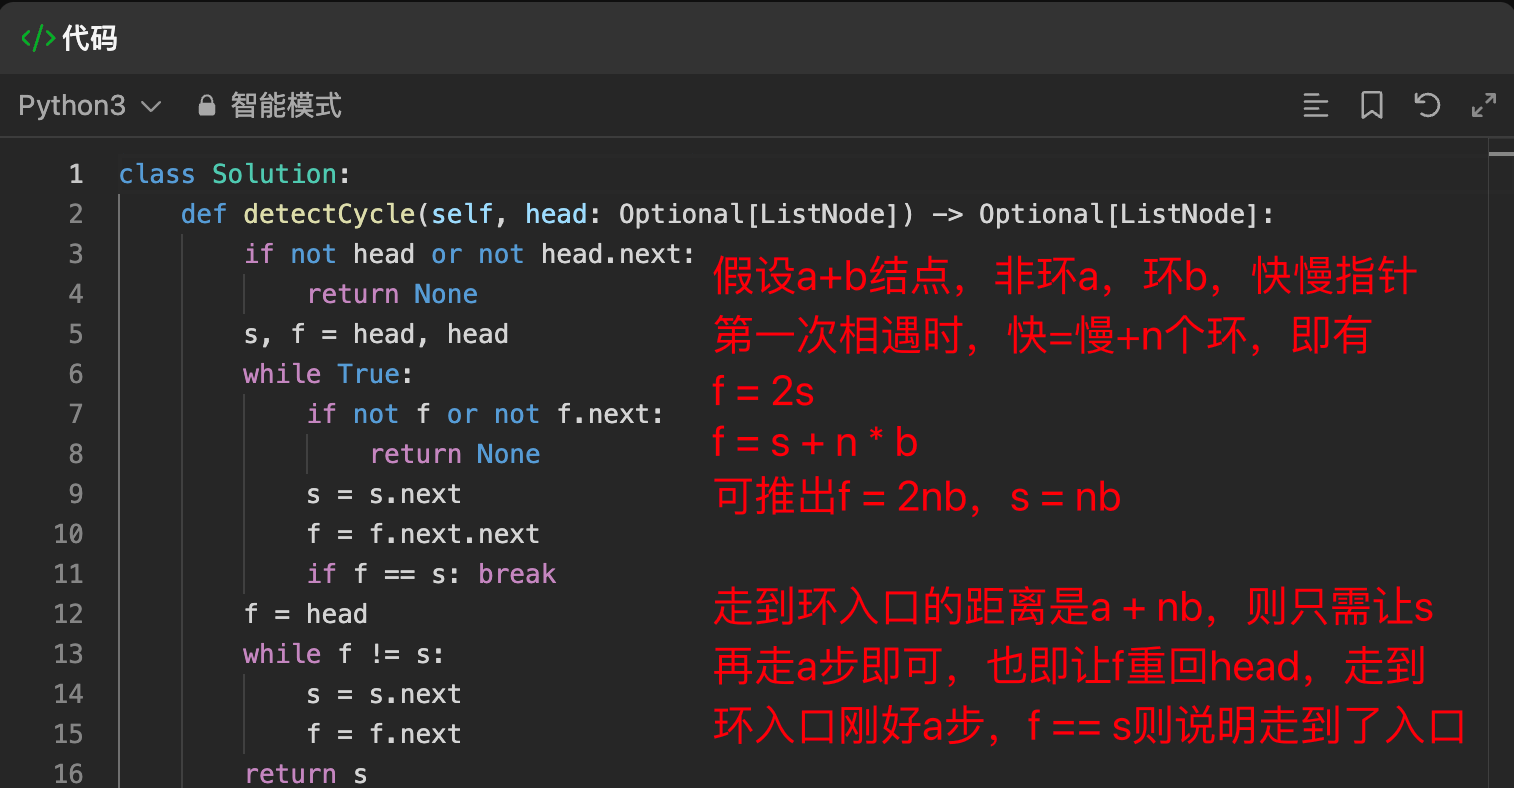 </> 代码
Python3 智能模式
1 class Solution:
2     def detectCycle(self, head: Optional[ListNode]) -> Optional[ListNode]:
3         if not head or not head.next:
4             return None
5         s, f = head, head
6         while True:
7             if not f or not f.next:
8                 return None
9             s = s.next
10             f = f.next.next
11             if f == s: break
12         f = head
13         while f != s:
14             s = s.next
15             f = f.next
16         return s
假设a+b结点，非环a，环b，快慢指针
第一次相遇时，快=慢+n个环，即有
f = 2s
f = s + n * b
可推出f = 2nb，s = nb
走到环入口的距离是a + nb，则只需让s
再走a步即可，也即让f重回head，走到
环入口刚好a步，f == s则说明走到了入口